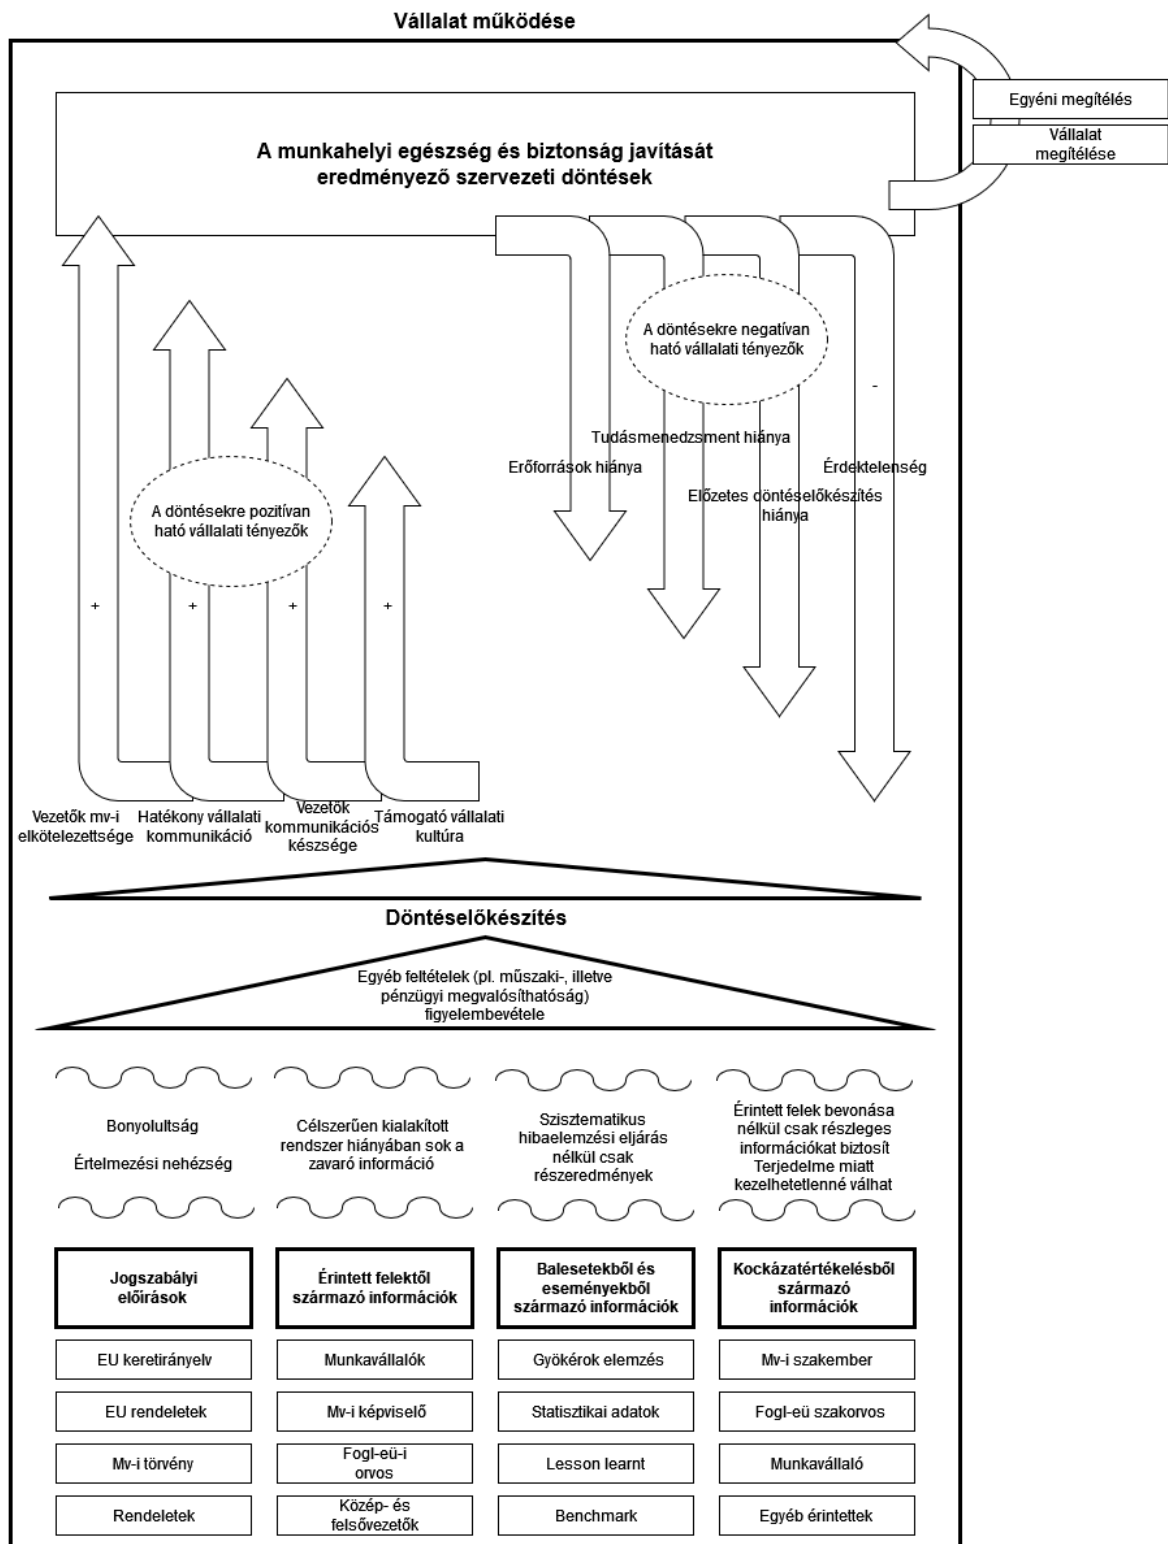 Vállalat működése
Egyéni megítélés
Vállalat
megítélése
A munkahelyi egészség és biztonság javítását
eredményező szervezeti döntések
A döntésekre negatívan
ható vállalati tényezők
-
Tudásmenedzsment hiánya
Erőforrások hiánya
Érdektelenség
Előzetes döntéselőkészítés
hiánya
A döntésekre pozitívan
ható vállalati tényezők
+
+
+
+
Vezetők mv-i
elkötelezettsége
Hatékony vállalati
kommunikáció
Vezetők
kommunikációs
készsége
Támogató vállalati
kultúra
Döntéselőkészítés
Egyéb feltételek (pl. műszaki-, illetve
pénzügyi megvalósíthatóság)
figyelembevétele
Bonyolultság
Értelmezési nehézség
Célszerűen kialakított
rendszer hiányában sok a
zavaró információ
Szisztematikus
hibaelemzési eljárás
nélkül csak
részeredmények
Érintett felek bevonása
nélkül csak részleges
információkat biztosít
Terjedelme miatt
kezelhetetlenné válhat
Jogszabályi
előírások
Érintett felektől
származó információk
Balesetekből és
eseményekből
származó információk
Kockázatértékelésből
származó
információk
EU keretirányelv
Munkavállalók
Gyökérok elemzés
Mv-i szakember
EU rendeletek
Mv-i képviselő
Statisztikai adatok
Fogl-eü szakorvos
Mv-i törvény
Fogl-eü-i
orvos
Lesson learnt
Munkavállaló
Rendeletek
Közép- és
felsővezetők
Benchmark
Egyéb érintettek